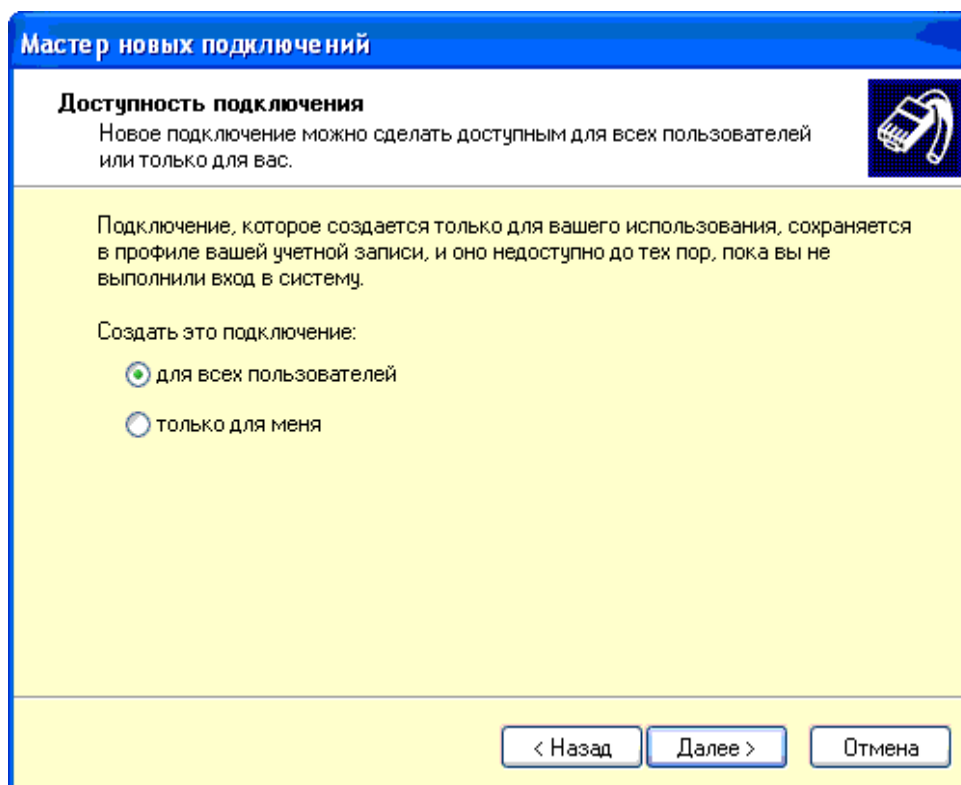 Мастер новых подключений
Доступность подключения
Новое подключение можно сделать доступным для всех пользователей
или только для вас.
Подключение, которое создается только для вашего использования, сохраняется
в профиле вашей учетной записи, и оно недоступно до тех пор, пока вы не
выполнили вход в систему.
Создать это подключение:
для всех пользователей
только для меня
< Назад
Далее >
Отмена